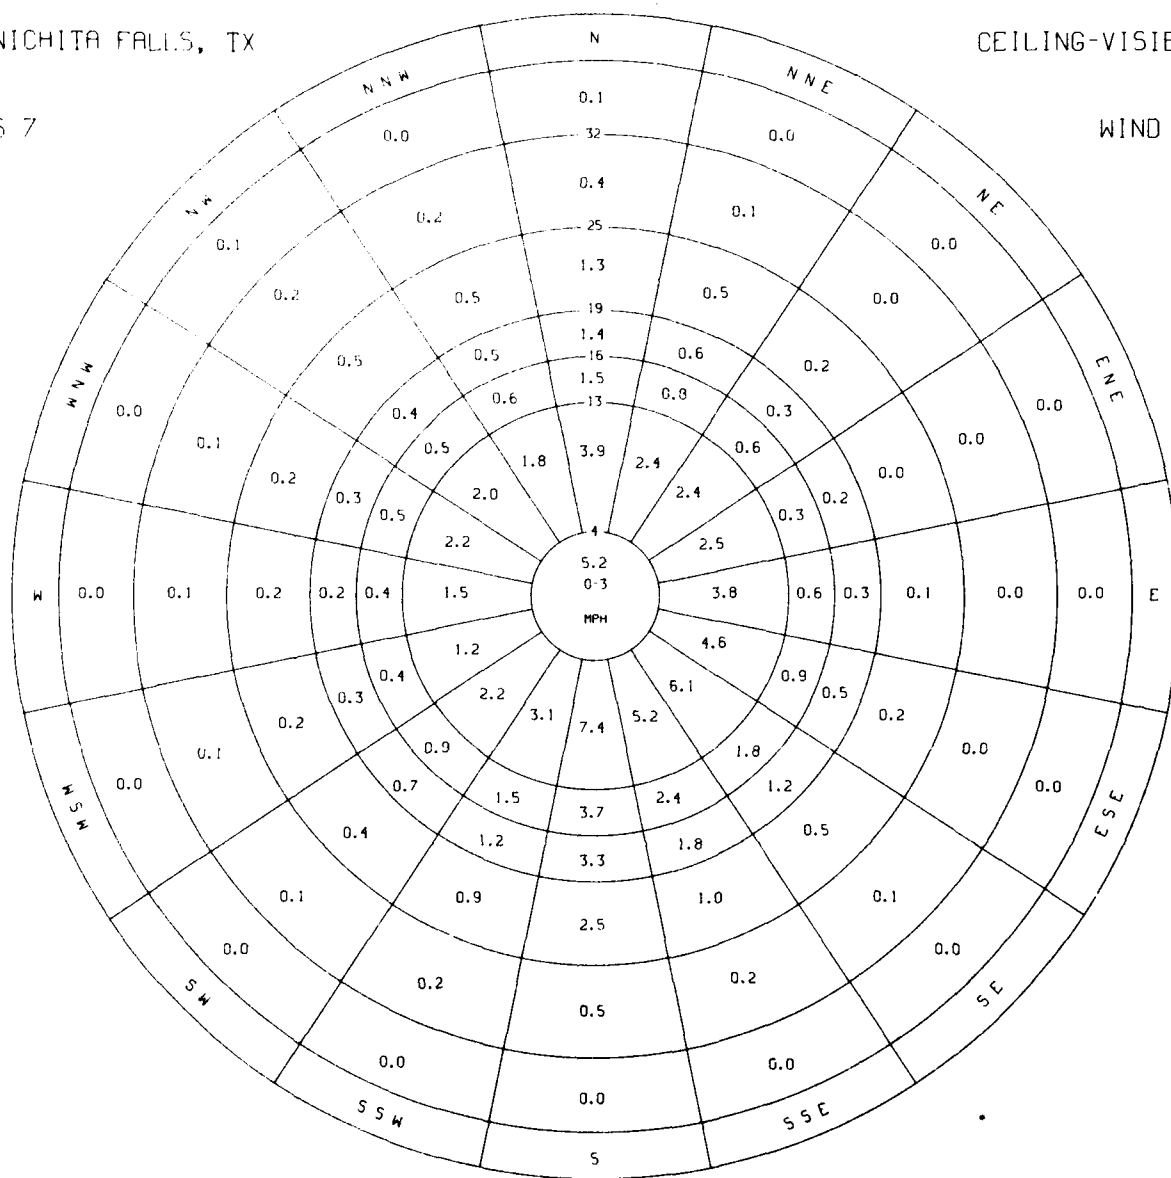 NICHITA FALLS, TX
CEILING-VISIB
6 7
WIND
N
NNE
NE
ENE
E
ESE
SE
SSE
S
SSW
SW
WSW
W
WNW
NW
NNW
0.1
0.0 0.0
32
0.4
0.2 0.1
0.1 0.0
25
1.3
0.2 0.5 0.5 0.0
19
1.4
0.5 0.5 0.6 0.2
16
1.5
0.0 0.4 0.6 0.8 0.3 0.0
13
0.1 0.5 3.9 0.6 0.0
1.8 2.4
0.2 0.3 2.0 2.4 0.2 0.0
0.5 0.3
4
2.2 2.5
5.2
0-3
0.0 0.1 0.2 0.2 0.4 1.5 3.8 0.6 0.3 0.1 0.0 0.0
MPH
1.2 4.6
0.4 6.1 0.9
0.3 2.2 0.5
0.2 3.1 5.2 0.2
7.4
0.1 0.9 1.8 0.0
0.0 0.7 1.2 0.0
1.5 2.4
3.7
0.4 1.2 1.8 0.5
3.3
0.1 0.9 1.0 0.1
2.5
0.0 0.0
0.2 0.2
0.5
0.0 0.0
0.0